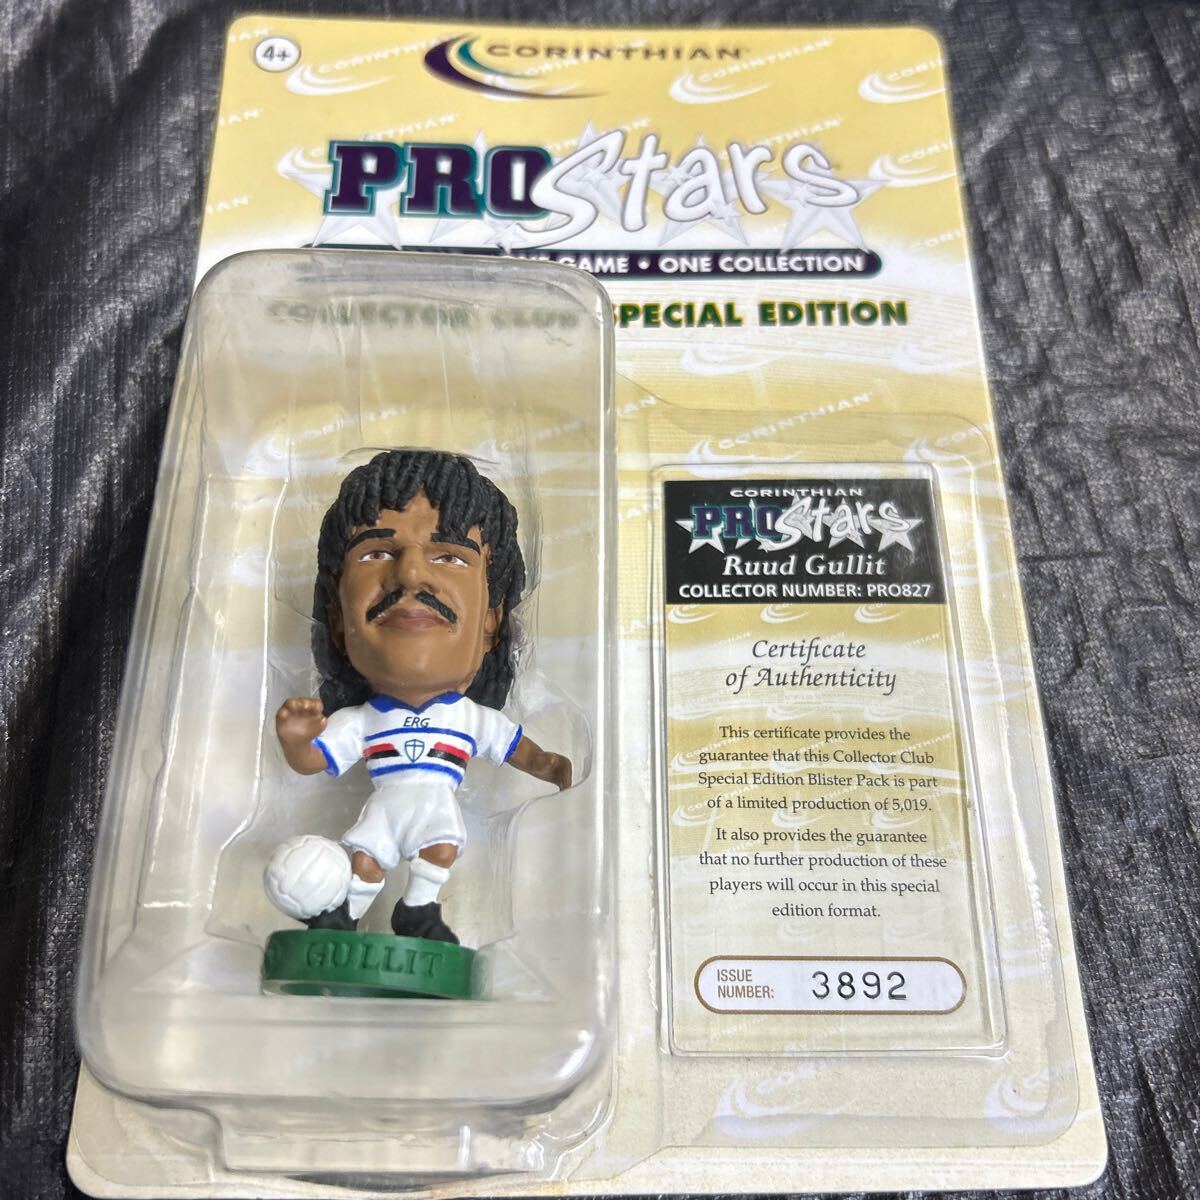 4+
CORINTHIAN
PROStars
GAME • ONE COLLECTION
COLLECTOR CLUB SPECIAL EDITION
CORINTHIAN
PROStars
Ruud Gullit
COLLECTOR NUMBER: PRO827
Certificate
of Authenticity
This certificate provides the
guarantee that this Collector Club
Special Edition Blister Pack is part
of a limited production of 5,019.
It also provides the guarantee
that no further production of these
players will occur in this special
edition format.
ISSUE
NUMBER: 3892
ERG
GULLIT